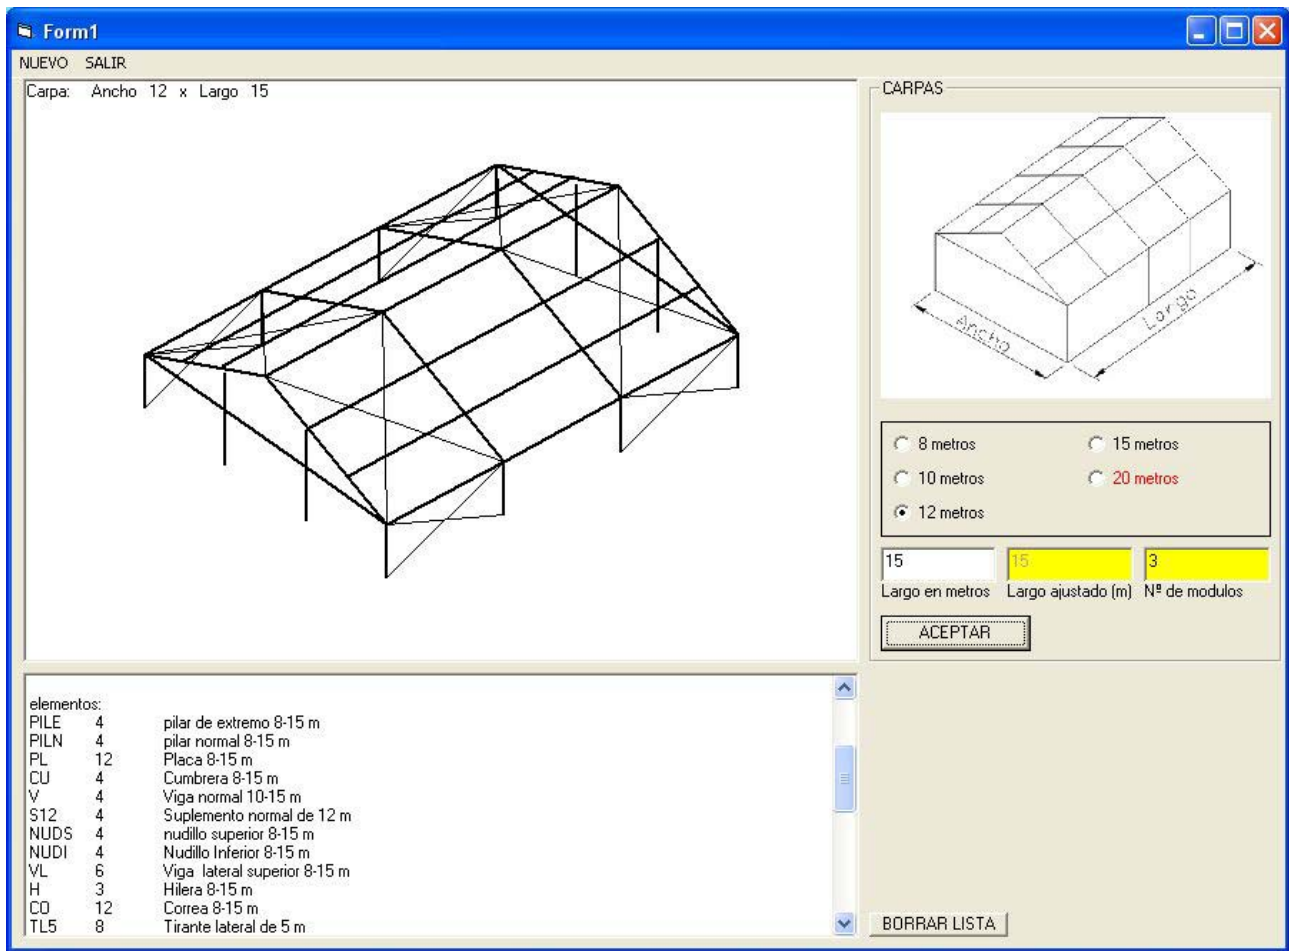 Form1
NUEVO SALIR
Carpa: Ancho 12 x Largo 15
CARPAS
Ancho
Largo
8 metros
15 metros
10 metros
20 metros
12 metros
15
15
3
Largo en metros
Largo ajustado (m)
Nº de modulos
ACEPTAR
elementos:
PILE 4 pilar de extremo 8-15 m
PILN 4 pilar normal 8-15 m
PL 12 Placa 8-15 m
CU 4 Cumbrera 8-15 m
V 4 Viga normal 10-15 m
S12 4 Suplemento normal de 12 m
NUDS 4 nudillo superior 8-15 m
NUDI 4 Nudillo Inferior 8-15 m
VL 6 Viga lateral superior 8-15 m
H 3 Hilera 8-15 m
CO 12 Correa 8-15 m
TL5 8 Tirante lateral de 5 m
BORRAR LISTA